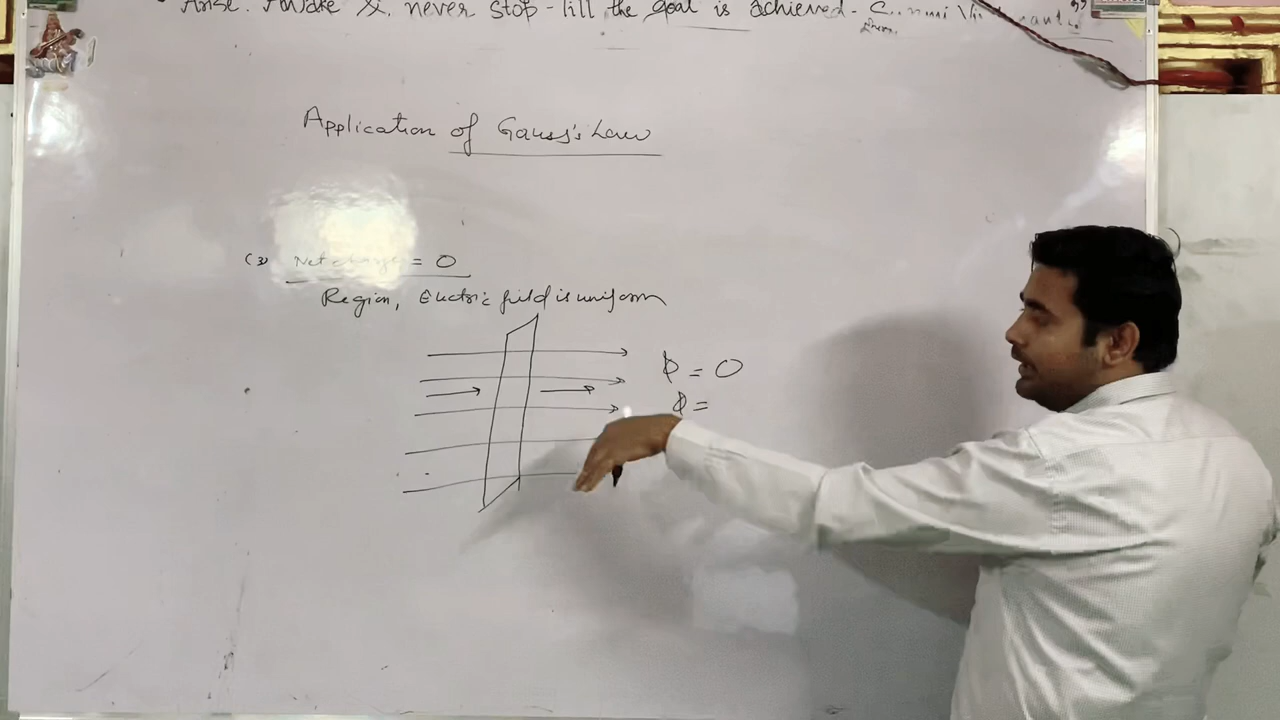 Arise. Awake &. never stop - till the goal is achieved -
from.
Application of Gauss's Law
(3) Net charge = 0
Region, Electric field is uniform
ϕ = 0
ϕ =